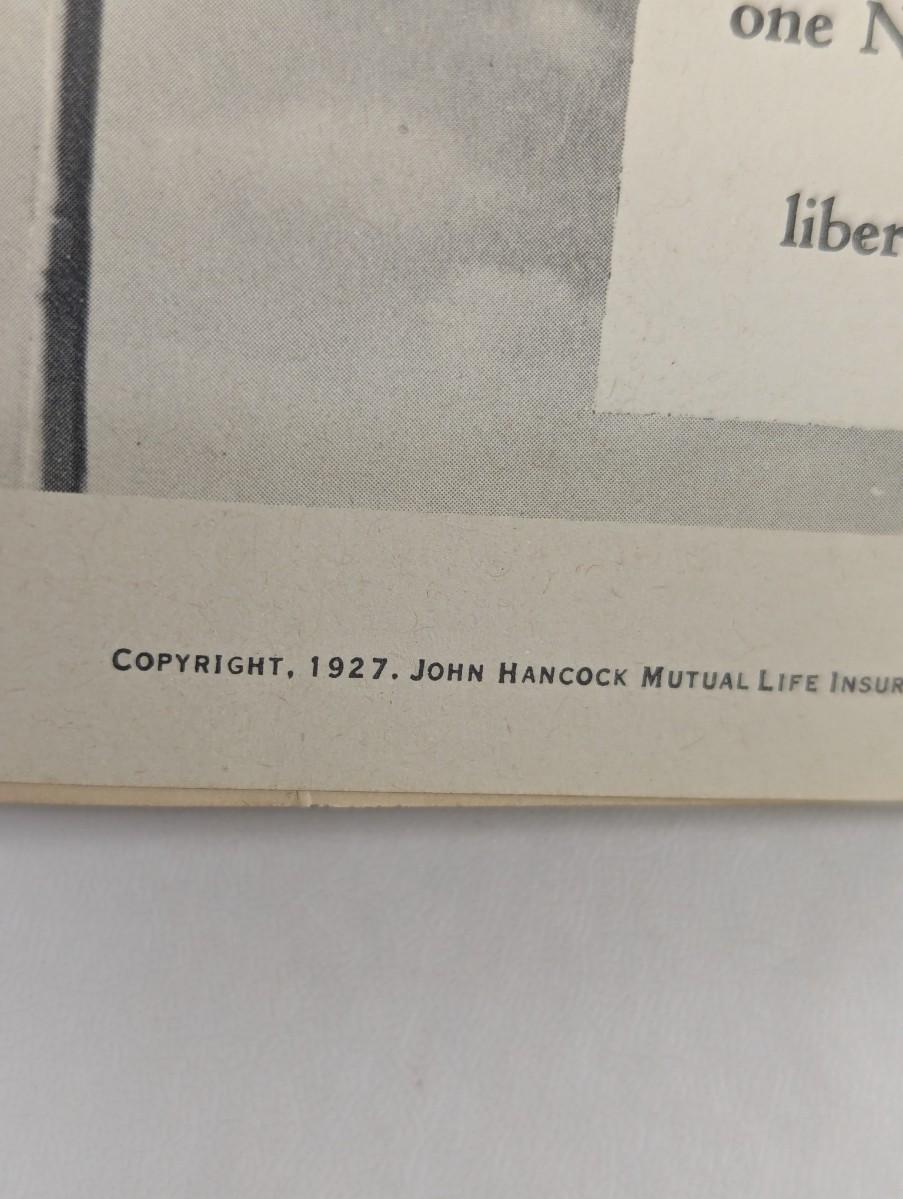 one N
liber
COPYRIGHT, 1927. JOHN HANCOCK MUTUAL LIFE INSUR